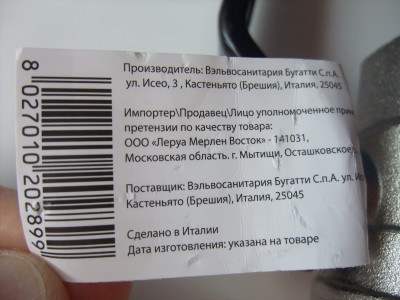 8 027010 202899
Производитель: Вэльвосанитария Бугатти С.п.А.
ул. Исео, 3 , Кастеньято (Брешия), Италия, 25045
Импортер\Продавец\Лицо уполномоченное
претензии по качеству товара:
ООО «Леруа Мерлен Восток» - 141031,
Московская область. г. Мытищи, Осташковское
Поставщик: Вэльвосанитария Бугатти С.п.А. ул.
Кастеньято (Брешия), Италия, 25045
Сделано в Италии
Дата изготовления: указана на товаре